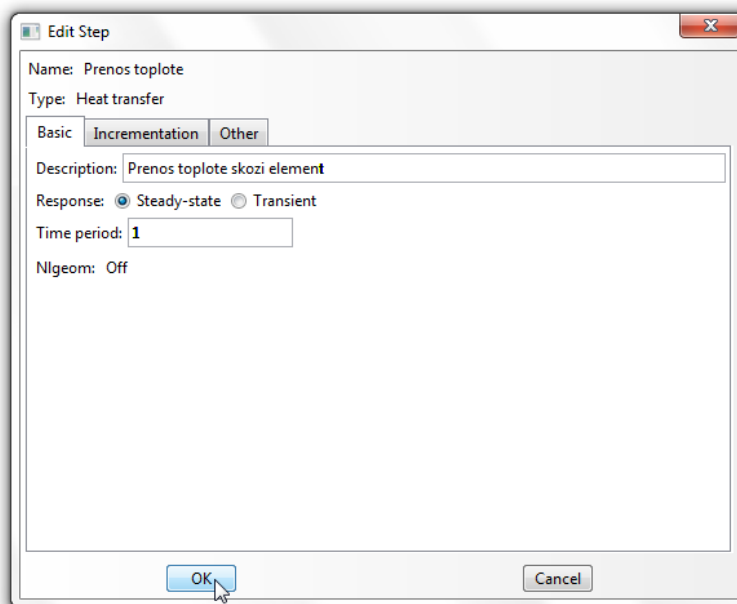 Edit Step
Name: Prenos toplote
Type: Heat transfer
Basic Incrementation Other
Description: Prenos toplote skozi element
Response: Steady-state Transient
Time period: 1
Nlgeom: Off
OK Cancel